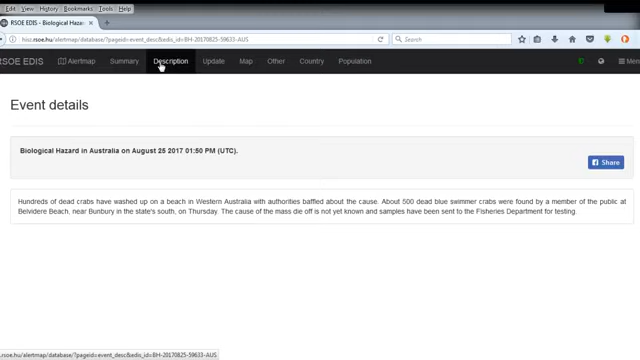 Edit View History Bookmarks Tools Help
RSOE EDIS - Biological Hazar
hisz.rsoe.hu/alertmap/database/?pageid=event_desc&edis_id=BH-20170825-59633-AUS
Search
RSOE EDIS Alertmap Summary Description Update Map Other Country Population Men
Event details
Biological Hazard in Australia on August 25 2017 01:50 PM (UTC).
Share
Hundreds of dead crabs have washed up on a beach in Western Australia with authorities baffled about the cause. About 500 dead blue swimmer crabs were found by a member of the public at
Belvidere Beach, near Bunbury in the state's south, on Thursday. The cause of the mass die off is not yet known and samples have been sent to the Fisheries Department for testing.
.rsoe.hu/alertmap/database/?pageid=event_desc&edis_id=BH-20170825-59633-AUS